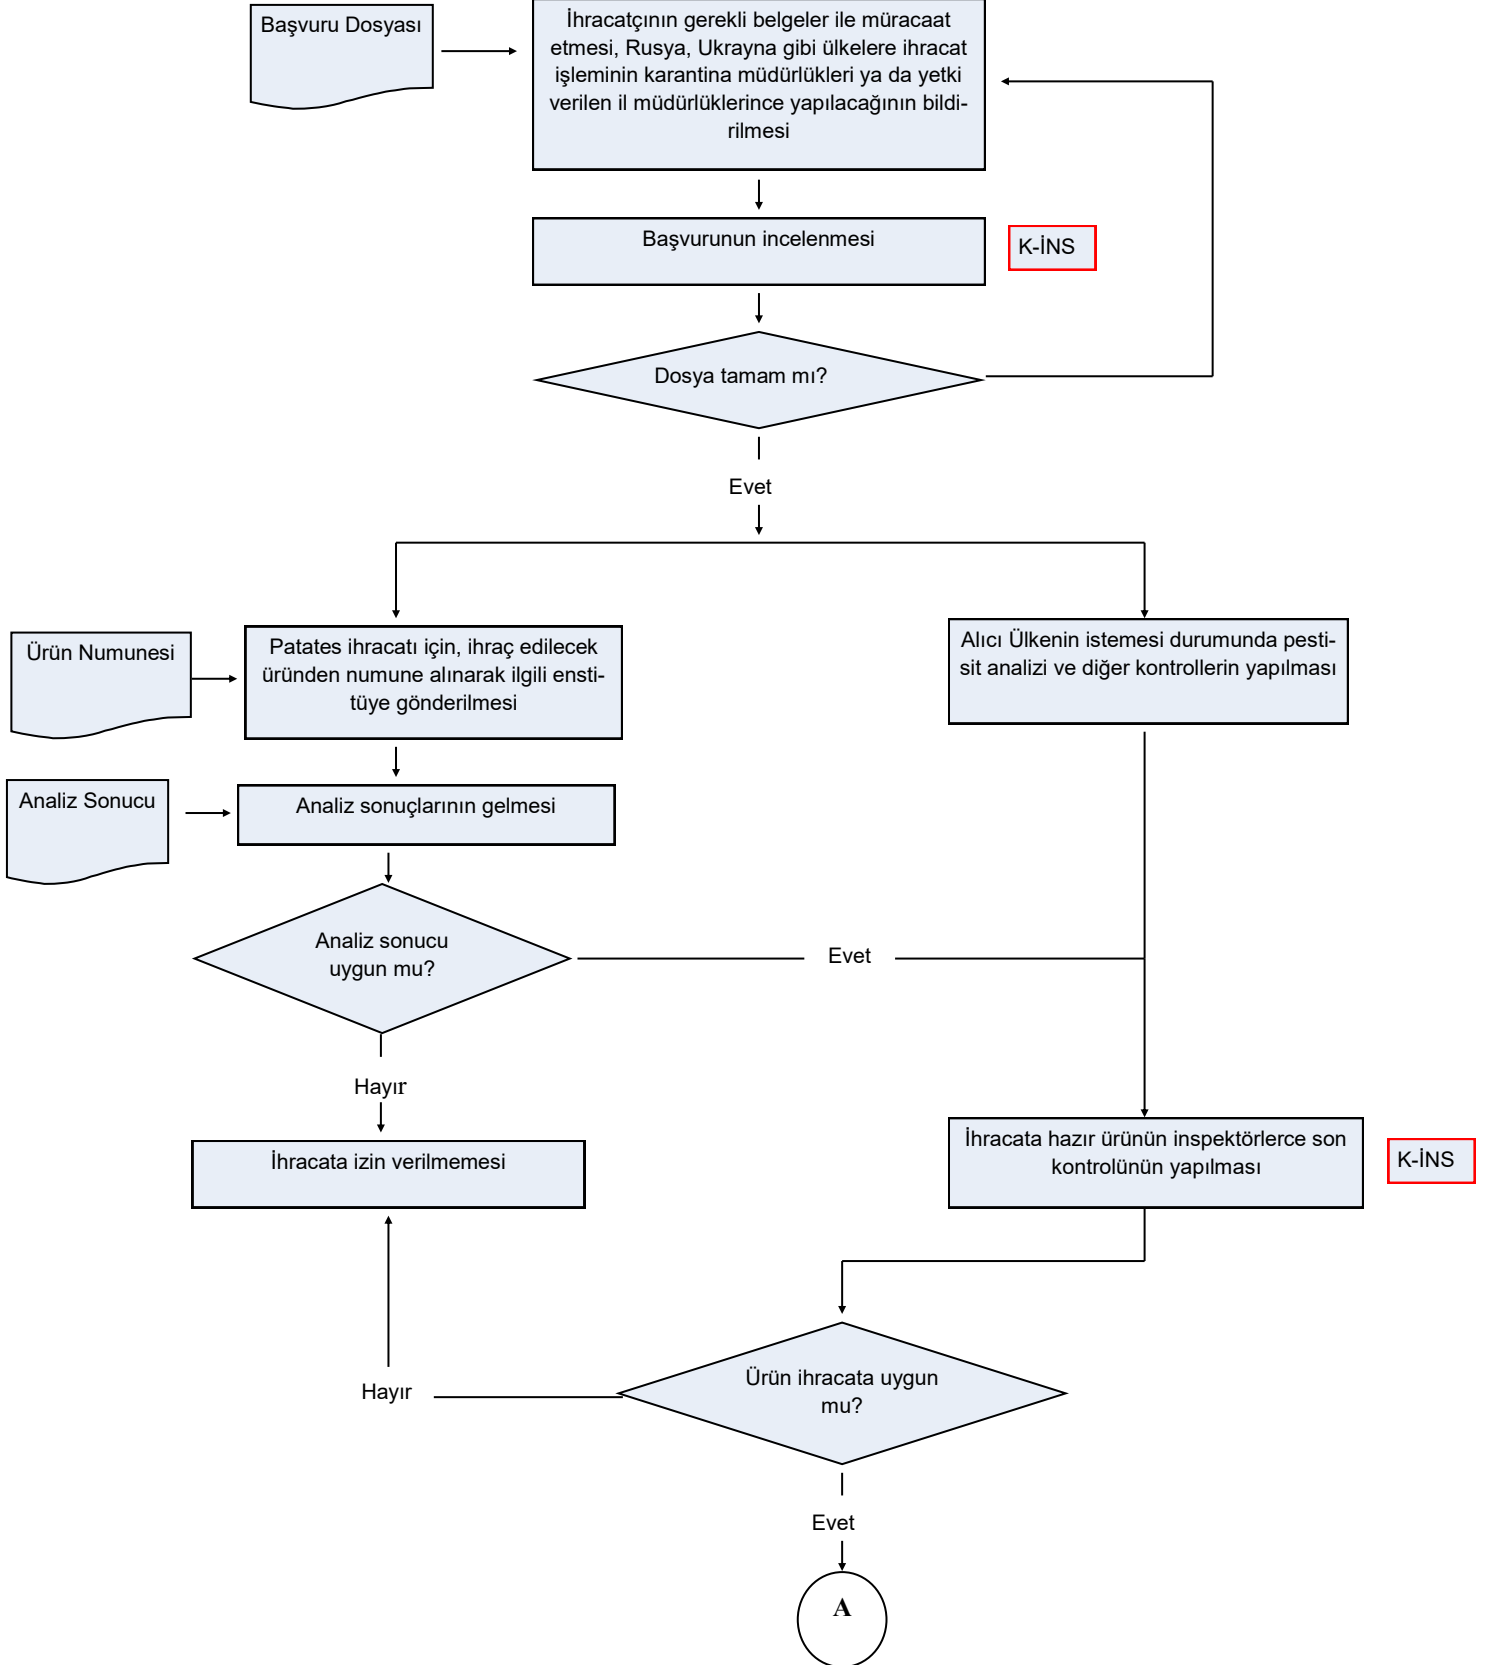 Başvuru Dosyası
İhracatçının gerekli belgeler ile müracaat
etmesi, Rusya, Ukrayna gibi ülkelere ihracat
işleminin karantina müdürlükleri ya da yetki
verilen il müdürlüklerince yapılacağının bildi-
rilmesi
Başvurunun incelenmesi
K-İNS
Dosya tamam mı?
Evet
Ürün Numunesi
Patates ihracatı için, ihraç edilecek
üründen numune alınarak ilgili ensti-
tüye gönderilmesi
Alıcı Ülkenin istemesi durumunda pesti-
sit analizi ve diğer kontrollerin yapılması
Analiz Sonucu
Analiz sonuçlarının gelmesi
Analiz sonucu
uygun mu?
Evet
Hayır
İhracata izin verilmemesi
İhracata hazır ürünün inspektörlerce son
kontrolünün yapılması
K-İNS
Ürün ihracata uygun
mu?
Hayır
Evet
A